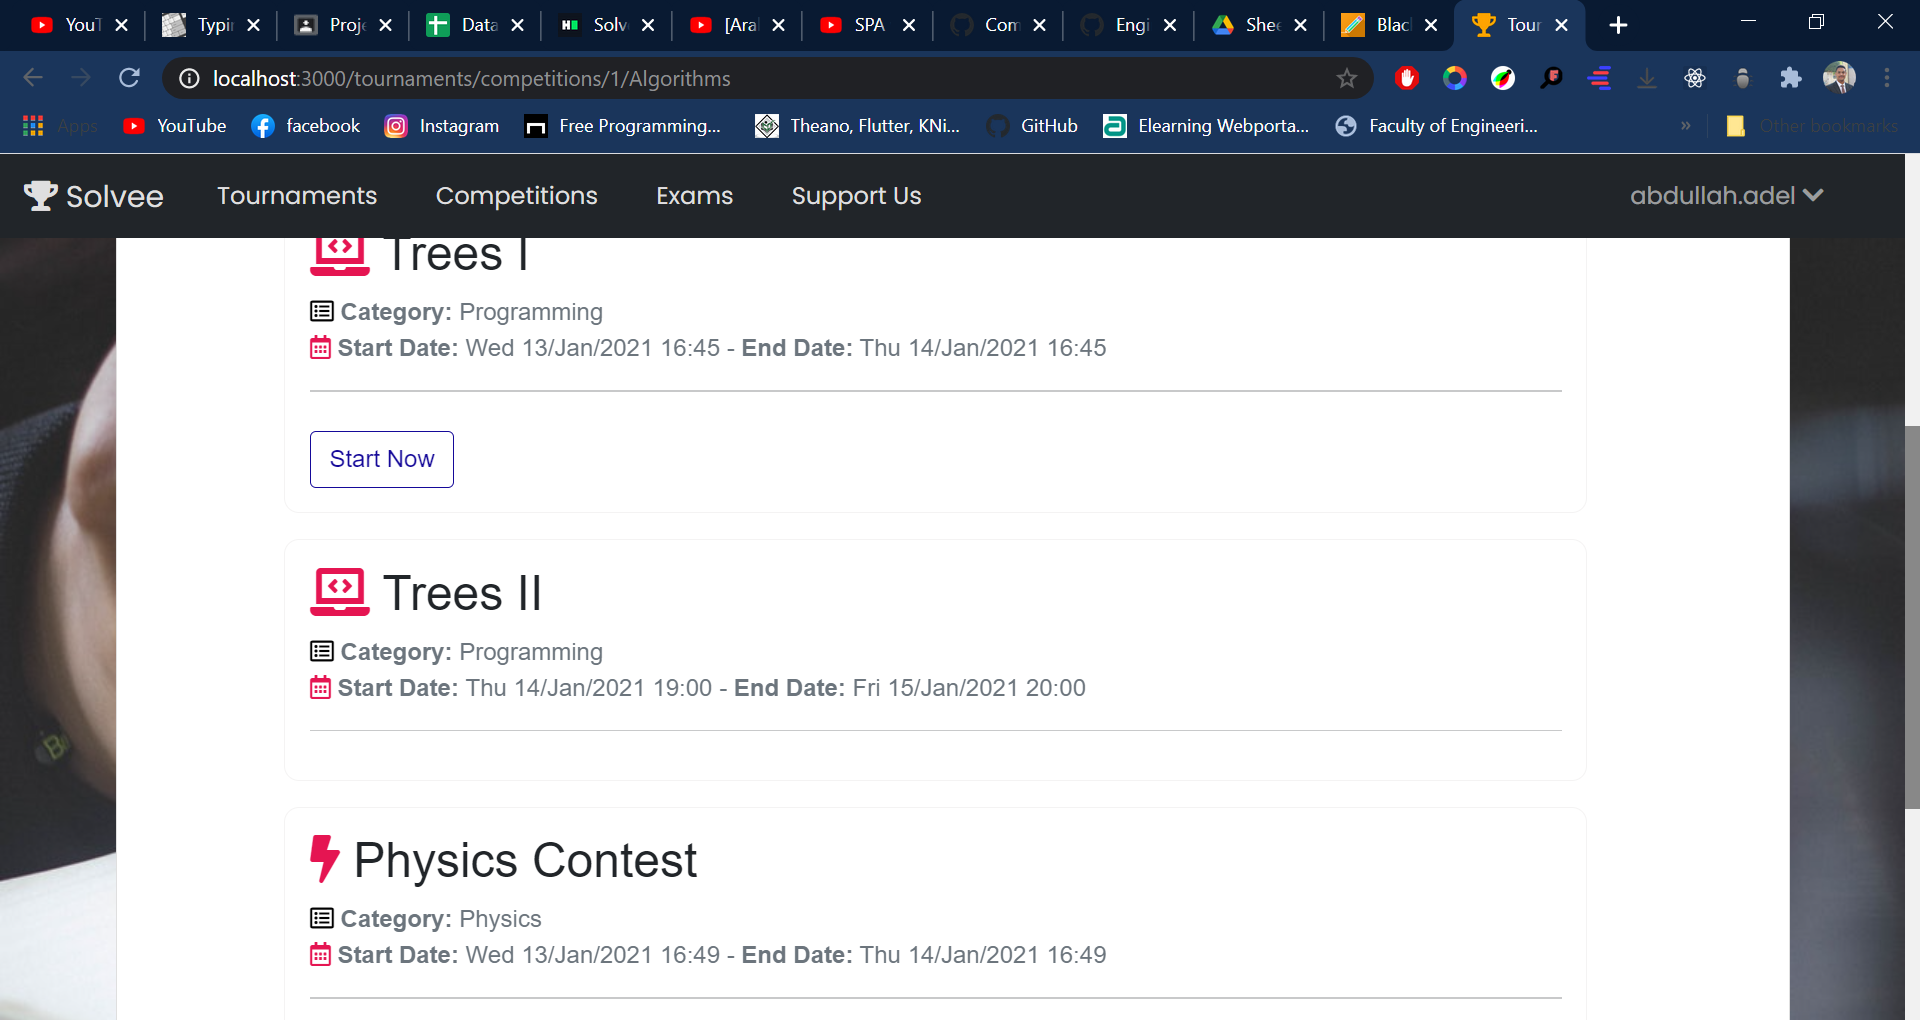 YouT
Typin
Proje
Data
Solve
[Arab
SPA
Com
Engi
Shee
Blac
Tour
localhost:3000/tournaments/competitions/1/Algorithms
Apps YouTube facebook Instagram Free Programming... Theano, Flutter, KNi... GitHub Elearning Webporta... Faculty of Engineeri... » Other bookmarks
Solvee Tournaments Competitions Exams Support Us abdullah.adel
Trees I
Category: Programming
Start Date: Wed 13/Jan/2021 16:45 - End Date: Thu 14/Jan/2021 16:45
Start Now
Trees II
Category: Programming
Start Date: Thu 14/Jan/2021 19:00 - End Date: Fri 15/Jan/2021 20:00
Physics Contest
Category: Physics
Start Date: Wed 13/Jan/2021 16:49 - End Date: Thu 14/Jan/2021 16:49